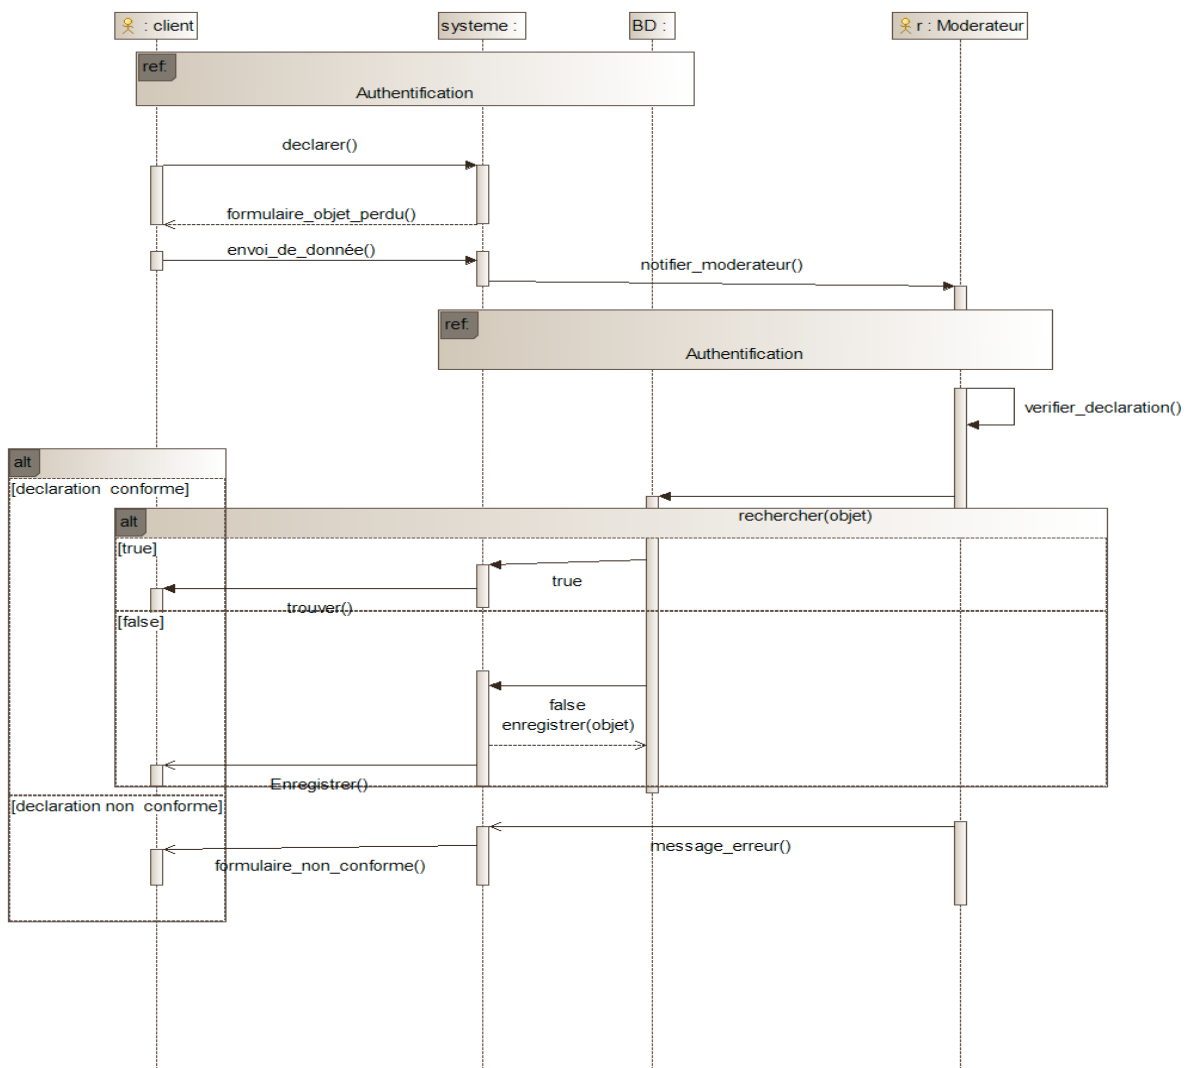 : client
systeme :
BD :
r : Moderateur
ref:
Authentification
declarer()
formulaire_objet_perdu()
envoi_de_donnée()
notifier_moderateur()
ref:
Authentification
verifier_declaration()
alt
[declaration conforme]
rechercher(objet)
alt
[true]
true
trouver()
[false]
false
enregistrer(objet)
Enregistrer()
[declaration non conforme]
message_erreur()
formulaire_non_conforme()